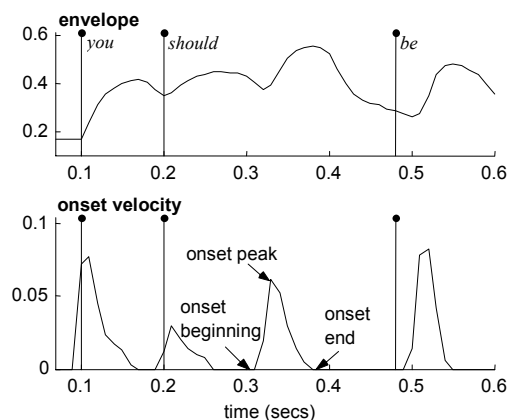 envelope
you should be
0.6
0.4
0.2
0.1 0.2 0.3 0.4 0.5 0.6
onset velocity
0.1
onset peak
0.05
onset beginning
onset end
0
0.1 0.2 0.3 0.4 0.5 0.6
time (secs)